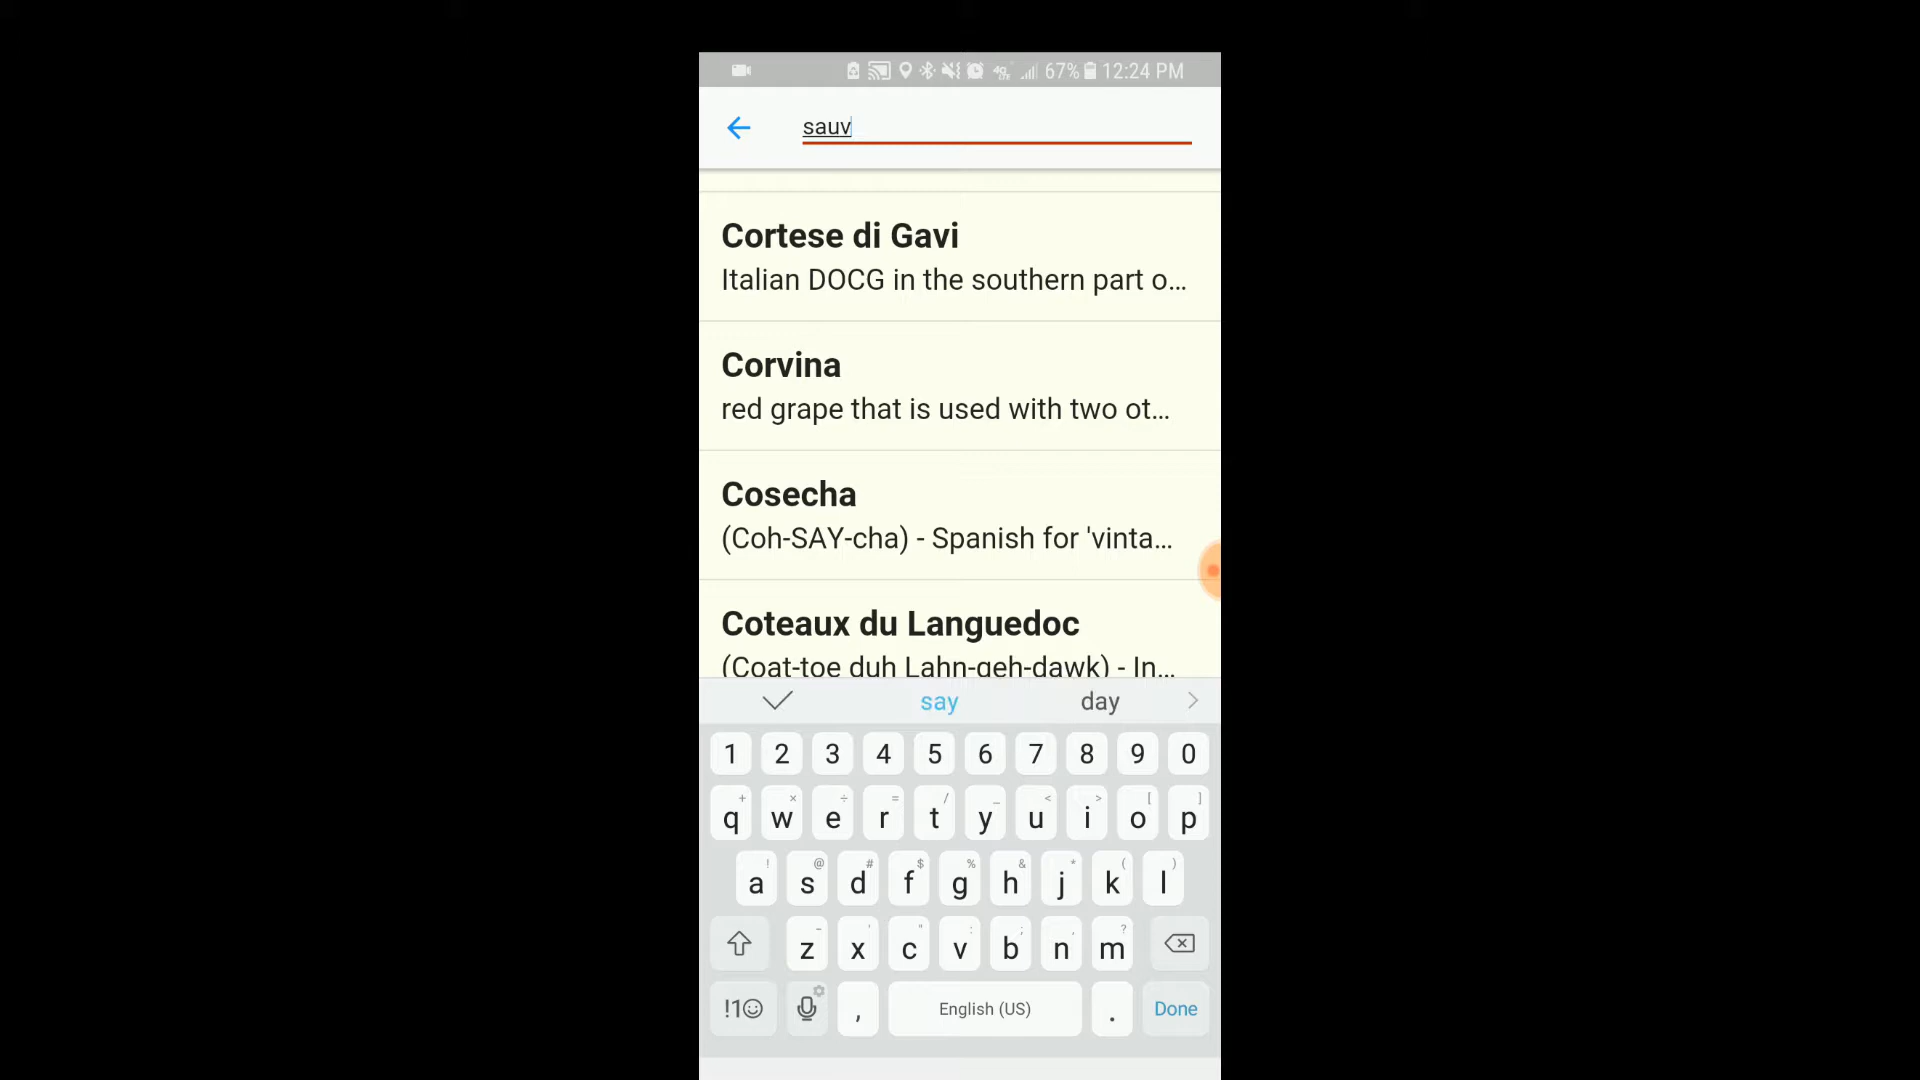 67% 12:24 PM
sauv
Cortese di Gavi
Italian DOCG in the southern part o...
Corvina
red grape that is used with two ot...
Cosecha
(Coh-SAY-cha) - Spanish for 'vinta...
Coteaux du Languedoc
(Coat-toe duh Lahn-geh-dawk) - In...
say day
1 2 3 4 5 6 7 8 9 0
+ × ÷ = / _ < > [ ]
q w e r t y u i o p
! @ # $ % & * ( )
a s d f g h j k l
z x c v b n m
!1☺ , English (US) . Done